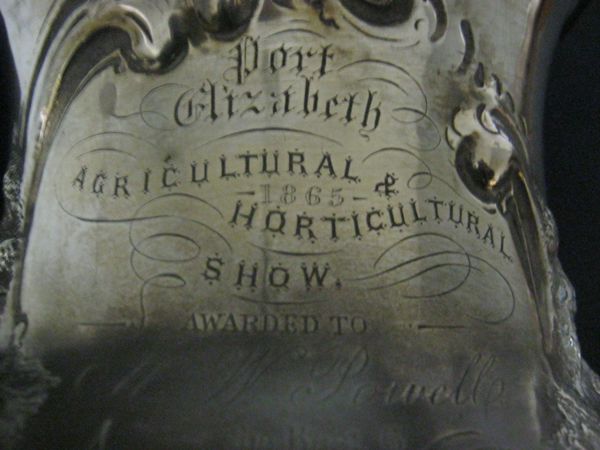 Port
Elizabeth
AGRICULTURAL &
-1865-
HORTICULTURAL
SHOW.
AWARDED TO
Powell